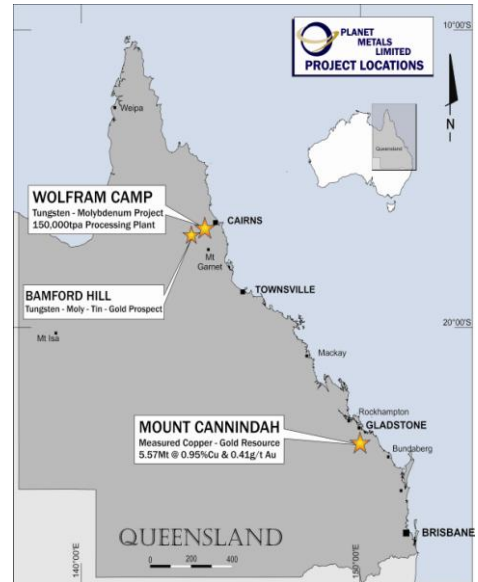 PLANET
METALS
LIMITED
PROJECT LOCATIONS
10°00'S
N
Queensland
Weipa
WOLFRAM CAMP
Tungsten - Molybdenum Project
150,000tpa Processing Plant
CAIRNS
Mt
Garnet
BAMFORD HILL
Tungsten - Moly - Tin - Gold Prospect
TOWNSVILLE
20°00'S
Mt Isa
Mackay
Rockhampton
GLADSTONE
MOUNT CANNINDAH
Measured Copper - Gold Resource
5.57Mt @ 0.95%Cu & 0.41g/t Au
Bundaberg
QUEENSLAND
BRISBANE
0 200 400
140°00'E
150°00'E